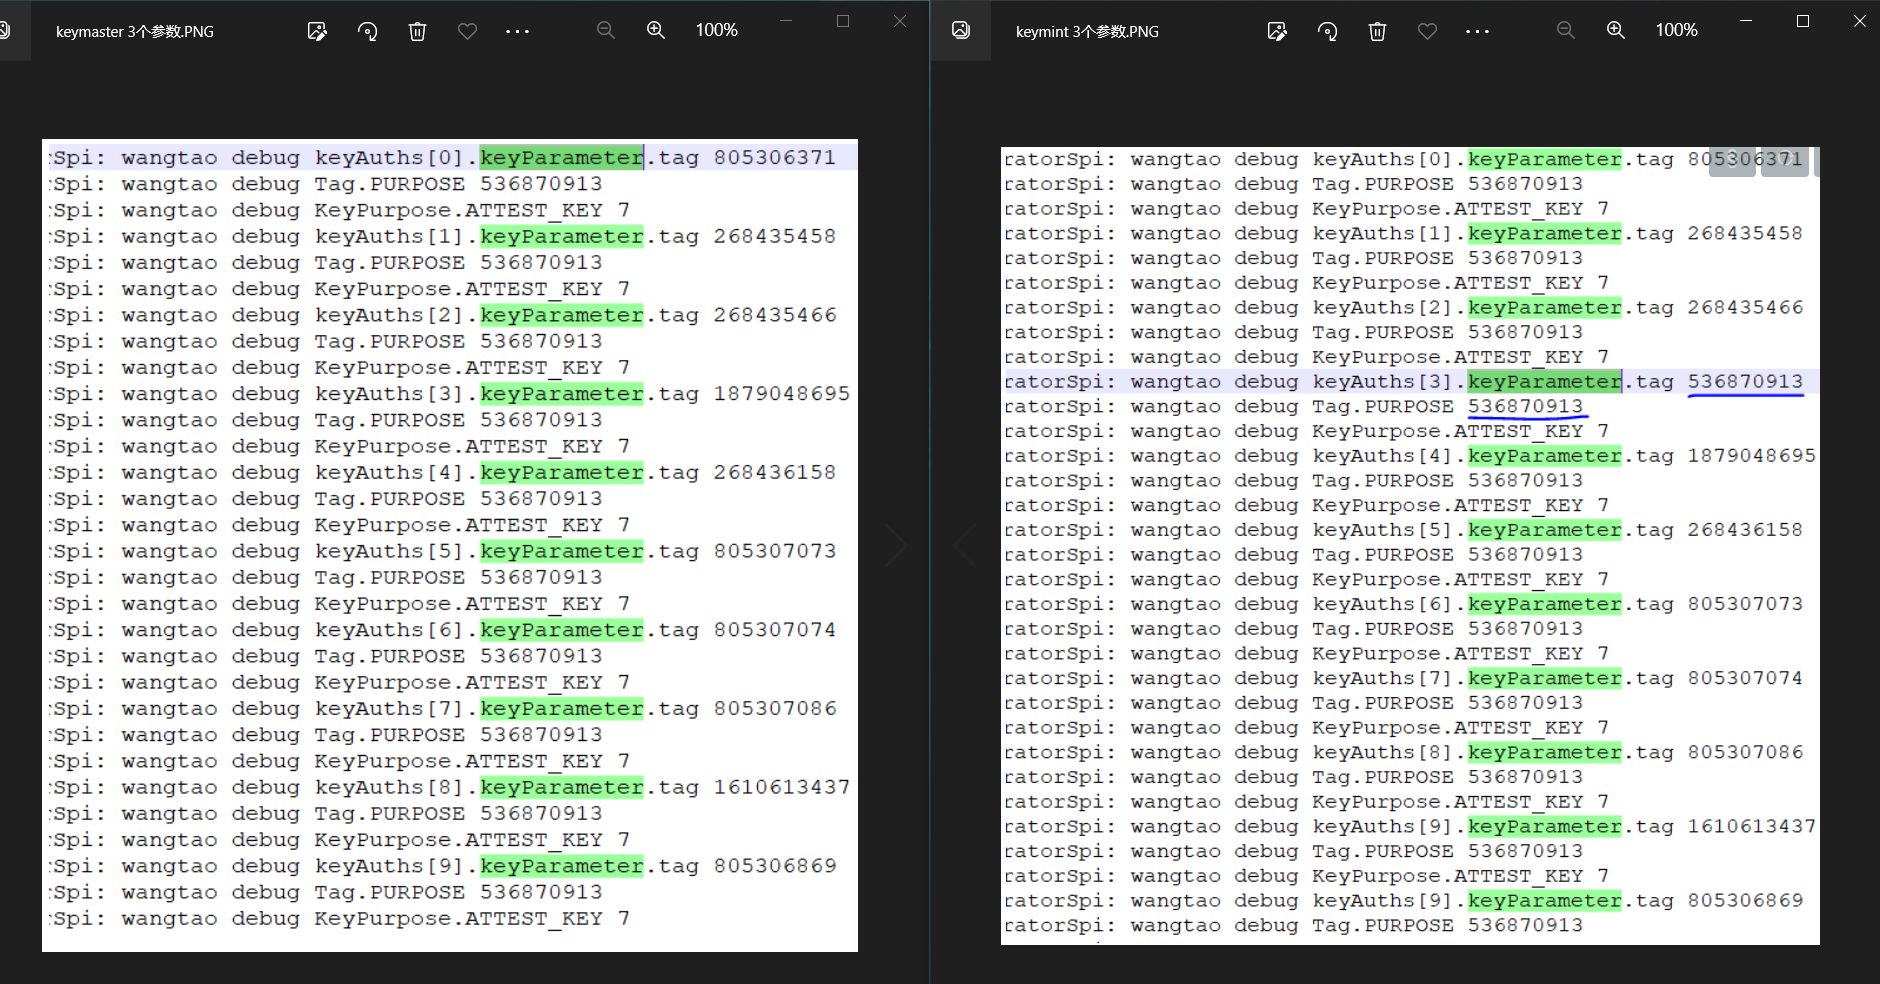 keymaster 3个参数.PNG
100%
:Spi: wangtao debug keyAuths[0].keyParameter.tag 805306371
:Spi: wangtao debug Tag.PURPOSE 536870913
:Spi: wangtao debug KeyPurpose.ATTEST_KEY 7
:Spi: wangtao debug keyAuths[1].keyParameter.tag 268435458
:Spi: wangtao debug Tag.PURPOSE 536870913
:Spi: wangtao debug KeyPurpose.ATTEST_KEY 7
:Spi: wangtao debug keyAuths[2].keyParameter.tag 268435466
:Spi: wangtao debug Tag.PURPOSE 536870913
:Spi: wangtao debug KeyPurpose.ATTEST_KEY 7
:Spi: wangtao debug keyAuths[3].keyParameter.tag 1879048695
:Spi: wangtao debug Tag.PURPOSE 536870913
:Spi: wangtao debug KeyPurpose.ATTEST_KEY 7
:Spi: wangtao debug keyAuths[4].keyParameter.tag 268436158
:Spi: wangtao debug Tag.PURPOSE 536870913
:Spi: wangtao debug KeyPurpose.ATTEST_KEY 7
:Spi: wangtao debug keyAuths[5].keyParameter.tag 805307073
:Spi: wangtao debug Tag.PURPOSE 536870913
:Spi: wangtao debug KeyPurpose.ATTEST_KEY 7
:Spi: wangtao debug keyAuths[6].keyParameter.tag 805307074
:Spi: wangtao debug Tag.PURPOSE 536870913
:Spi: wangtao debug KeyPurpose.ATTEST_KEY 7
:Spi: wangtao debug keyAuths[7].keyParameter.tag 805307086
:Spi: wangtao debug Tag.PURPOSE 536870913
:Spi: wangtao debug KeyPurpose.ATTEST_KEY 7
:Spi: wangtao debug keyAuths[8].keyParameter.tag 1610613437
:Spi: wangtao debug Tag.PURPOSE 536870913
:Spi: wangtao debug KeyPurpose.ATTEST_KEY 7
:Spi: wangtao debug keyAuths[9].keyParameter.tag 805306869
:Spi: wangtao debug Tag.PURPOSE 536870913
:Spi: wangtao debug KeyPurpose.ATTEST_KEY 7
keymint 3个参数.PNG
100%
ratorSpi: wangtao debug keyAuths[0].keyParameter.tag 805306371
ratorSpi: wangtao debug Tag.PURPOSE 536870913
ratorSpi: wangtao debug KeyPurpose.ATTEST_KEY 7
ratorSpi: wangtao debug keyAuths[1].keyParameter.tag 268435458
ratorSpi: wangtao debug Tag.PURPOSE 536870913
ratorSpi: wangtao debug KeyPurpose.ATTEST_KEY 7
ratorSpi: wangtao debug keyAuths[2].keyParameter.tag 268435466
ratorSpi: wangtao debug Tag.PURPOSE 536870913
ratorSpi: wangtao debug KeyPurpose.ATTEST_KEY 7
ratorSpi: wangtao debug keyAuths[3].keyParameter.tag 536870913
ratorSpi: wangtao debug Tag.PURPOSE 536870913
ratorSpi: wangtao debug KeyPurpose.ATTEST_KEY 7
ratorSpi: wangtao debug keyAuths[4].keyParameter.tag 1879048695
ratorSpi: wangtao debug Tag.PURPOSE 536870913
ratorSpi: wangtao debug KeyPurpose.ATTEST_KEY 7
ratorSpi: wangtao debug keyAuths[5].keyParameter.tag 268436158
ratorSpi: wangtao debug Tag.PURPOSE 536870913
ratorSpi: wangtao debug KeyPurpose.ATTEST_KEY 7
ratorSpi: wangtao debug keyAuths[6].keyParameter.tag 805307073
ratorSpi: wangtao debug Tag.PURPOSE 536870913
ratorSpi: wangtao debug KeyPurpose.ATTEST_KEY 7
ratorSpi: wangtao debug keyAuths[7].keyParameter.tag 805307074
ratorSpi: wangtao debug Tag.PURPOSE 536870913
ratorSpi: wangtao debug KeyPurpose.ATTEST_KEY 7
ratorSpi: wangtao debug keyAuths[8].keyParameter.tag 805307086
ratorSpi: wangtao debug Tag.PURPOSE 536870913
ratorSpi: wangtao debug KeyPurpose.ATTEST_KEY 7
ratorSpi: wangtao debug keyAuths[9].keyParameter.tag 1610613437
ratorSpi: wangtao debug Tag.PURPOSE 536870913
ratorSpi: wangtao debug KeyPurpose.ATTEST_KEY 7
ratorSpi: wangtao debug keyAuths[9].keyParameter.tag 805306869
ratorSpi: wangtao debug Tag.PURPOSE 536870913